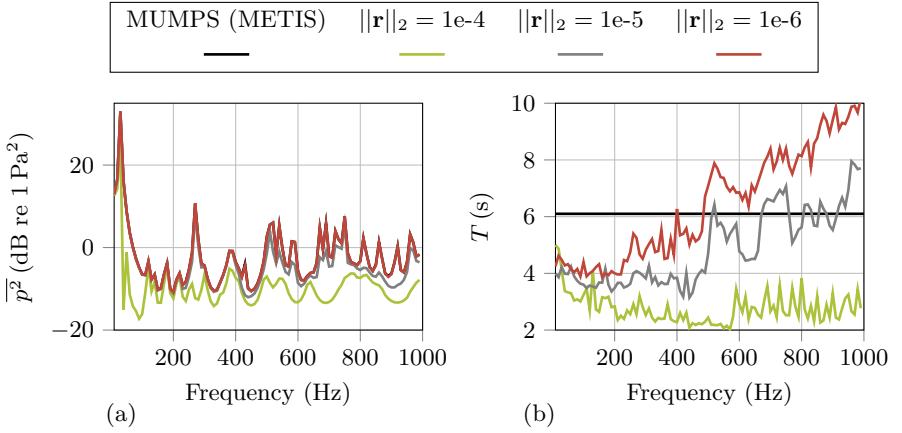 MUMPS (METIS) ||r||₂ = 1e-4 ||r||₂ = 1e-5 ||r||₂ = 1e-6
20
0
−20
200 400 600 800 1000
Frequency (Hz)
p̅² (dB re 1 Pa²)
(a)
10
8
6
4
2
200 400 600 800 1000
Frequency (Hz)
T (s)
(b)